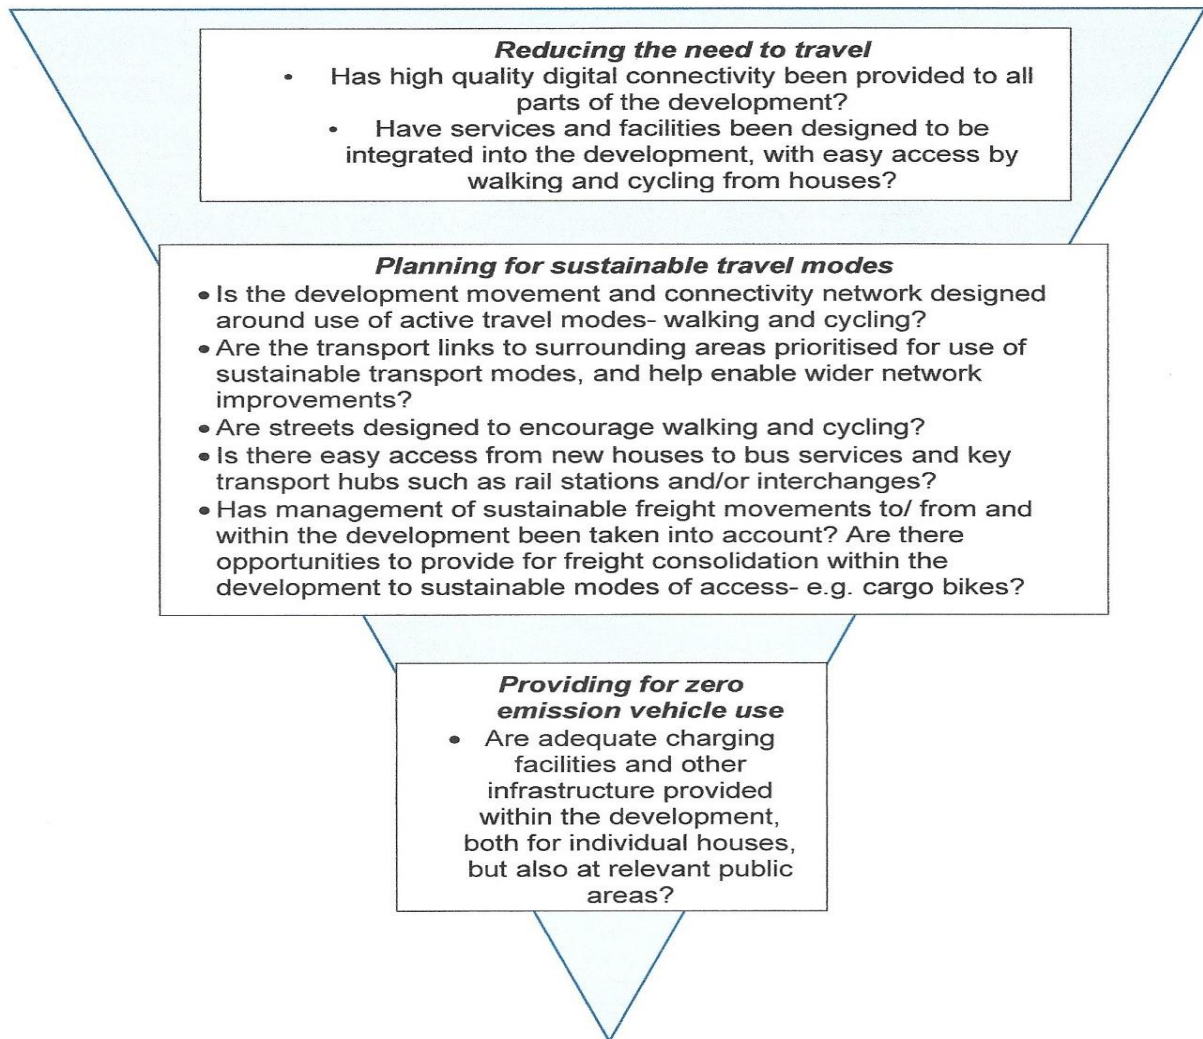 Reducing the need to travel
• Has high quality digital connectivity been provided to all
parts of the development?
• Have services and facilities been designed to be
integrated into the development, with easy access by
walking and cycling from houses?
Planning for sustainable travel modes
• Is the development movement and connectivity network designed
around use of active travel modes- walking and cycling?
• Are the transport links to surrounding areas prioritised for use of
sustainable transport modes, and help enable wider network
improvements?
• Are streets designed to encourage walking and cycling?
• Is there easy access from new houses to bus services and key
transport hubs such as rail stations and/or interchanges?
• Has management of sustainable freight movements to/ from and
within the development been taken into account? Are there
opportunities to provide for freight consolidation within the
development to sustainable modes of access- e.g. cargo bikes?
Providing for zero
emission vehicle use
• Are adequate charging
facilities and other
infrastructure provided
within the development,
both for individual houses,
but also at relevant public
areas?